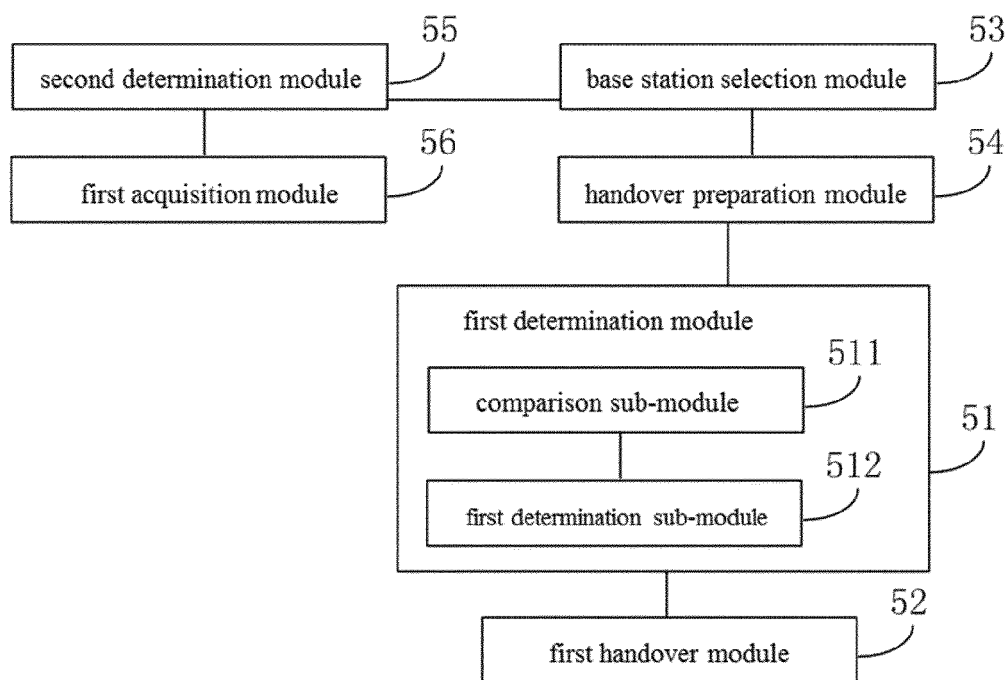 55
53
second determination module
base station selection module
56
54
first acquisition module
handover preparation module
first determination module
511
comparison sub-module
51
512
first determination sub-module
52
first handover module